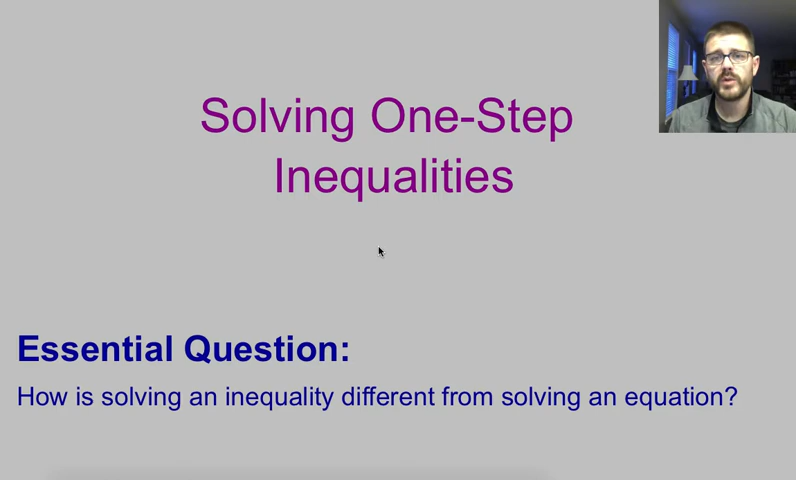 Solving One-Step
Inequalities
Essential Question:
How is solving an inequality different from solving an equation?